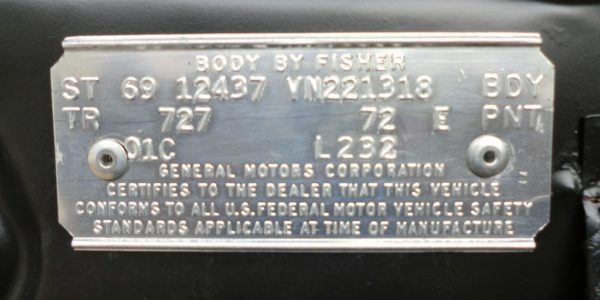 BODY BY FISHER
ST 69 12437 VN221318 BDY
TR 727 72 E PNT
01C L232
GENERAL MOTORS CORPORATION
CERTIFIES TO THE DEALER THAT THIS VEHICLE
CONFORMS TO ALL U.S. FEDERAL MOTOR VEHICLE SAFETY
STANDARDS APPLICABLE AT TIME OF MANUFACTURE